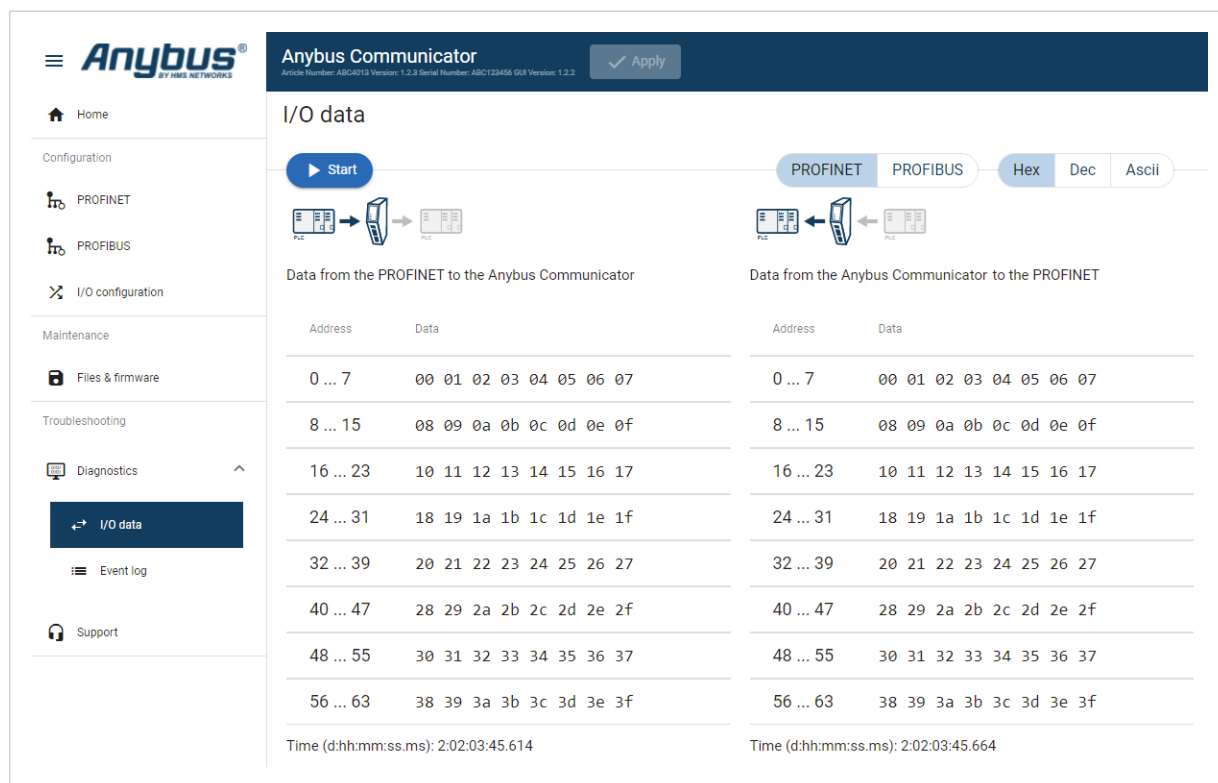 Anybus®
BY HMS NETWORKS
Anybus Communicator
Article Number: ABC4013 Version: 1.2.3 Serial Number: ABC123456 GUI Version: 1.2.2
Apply
Home
Configuration
PROFINET
PROFIBUS
I/O configuration
Maintenance
Files & firmware
Troubleshooting
Diagnostics
I/O data
Event log
Support
I/O data
Start
PROFINET PROFIBUS Hex Dec Ascii
PLC PLC
Data from the PROFINET to the Anybus Communicator
Address Data
0 ... 7 00 01 02 03 04 05 06 07
8 ... 15 08 09 0a 0b 0c 0d 0e 0f
16 ... 23 10 11 12 13 14 15 16 17
24 ... 31 18 19 1a 1b 1c 1d 1e 1f
32 ... 39 20 21 22 23 24 25 26 27
40 ... 47 28 29 2a 2b 2c 2d 2e 2f
48 ... 55 30 31 32 33 34 35 36 37
56 ... 63 38 39 3a 3b 3c 3d 3e 3f
Time (d:hh:mm:ss.ms): 2:02:03:45.614
PLC PLC
Data from the Anybus Communicator to the PROFINET
Address Data
0 ... 7 00 01 02 03 04 05 06 07
8 ... 15 08 09 0a 0b 0c 0d 0e 0f
16 ... 23 10 11 12 13 14 15 16 17
24 ... 31 18 19 1a 1b 1c 1d 1e 1f
32 ... 39 20 21 22 23 24 25 26 27
40 ... 47 28 29 2a 2b 2c 2d 2e 2f
48 ... 55 30 31 32 33 34 35 36 37
56 ... 63 38 39 3a 3b 3c 3d 3e 3f
Time (d:hh:mm:ss.ms): 2:02:03:45.664